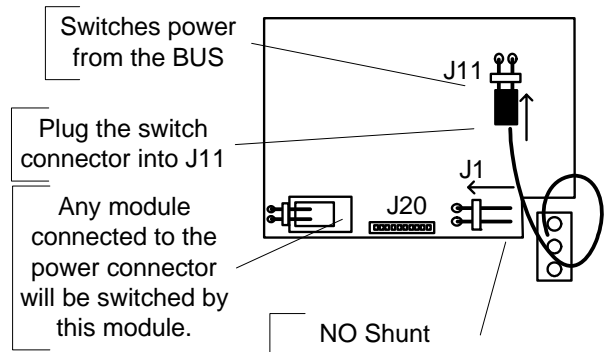 Switches power
from the BUS
J11
Plug the switch
connector into J11
J1
Any module
connected to the
power connector
will be switched by
this module.
J20
NO Shunt